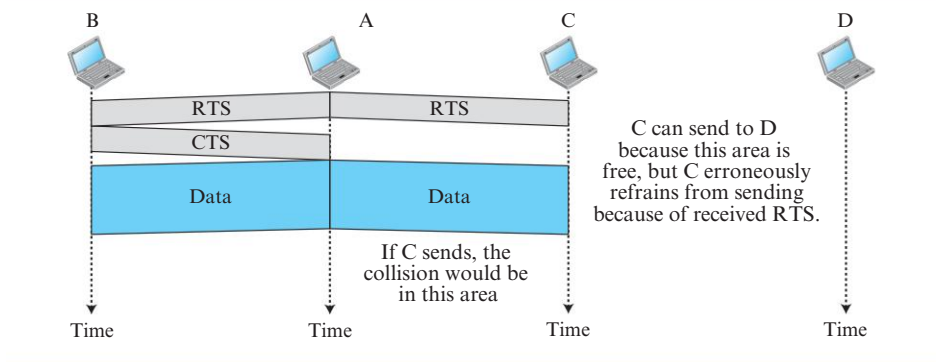 B
A
C
D
RTS
RTS
CTS
Data
Data
C can send to D
because this area is
free, but C erroneously
refrains from sending
because of received RTS.
If C sends, the
collision would be
in this area
Time
Time
Time
Time